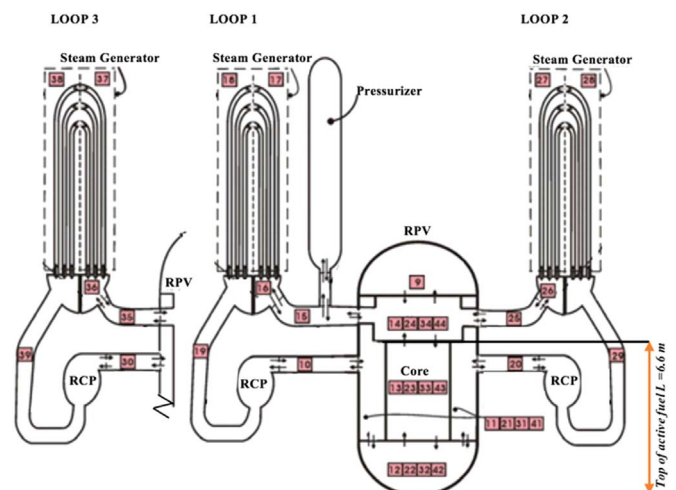 LOOP 3 LOOP 1 LOOP 2
Steam Generator Steam Generator Steam Generator
38 37 18 17 27 28
Pressurizer
RPV
RPV
9
36 16 26
35 15 14 24 34 44 25
39 19 29
30 10 20
RCP RCP Core RCP
13 23 33 43
11 21 31 41
12 22 32 42
Top of active fuel L =6,6 m